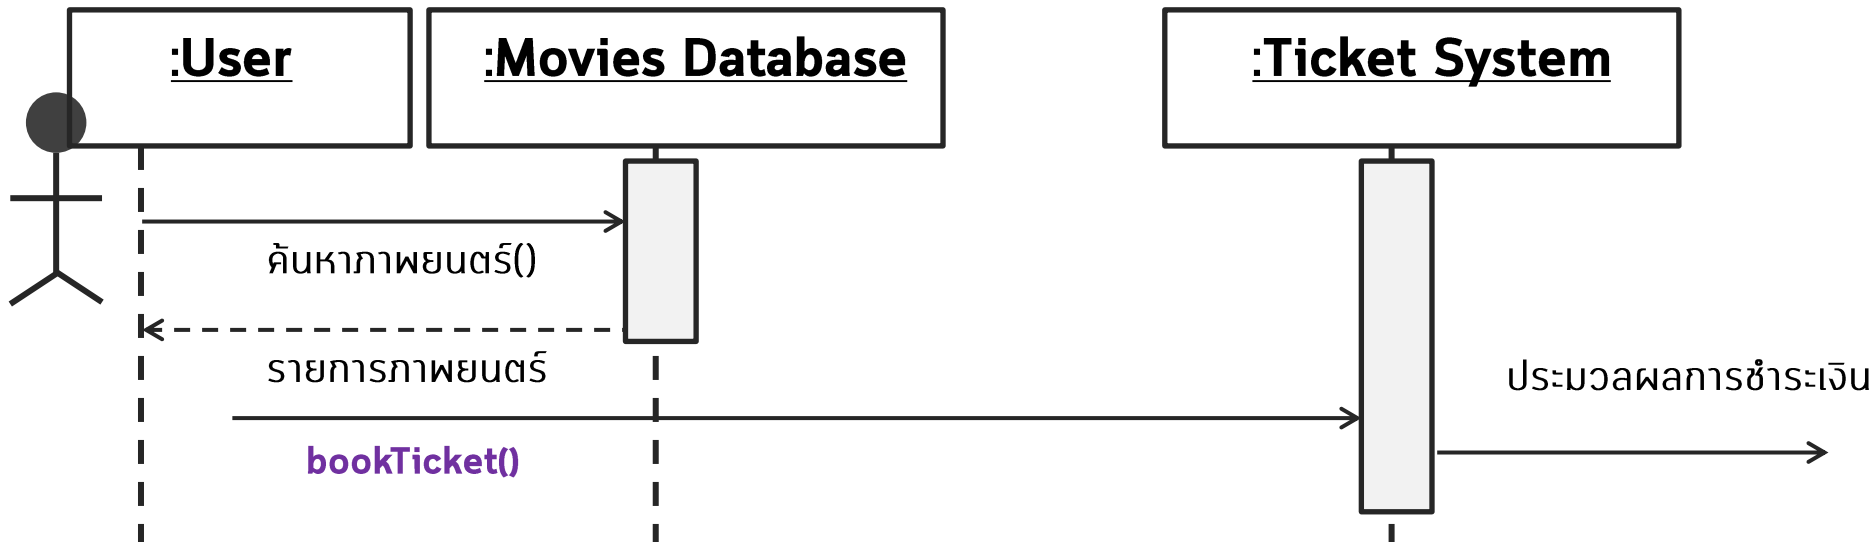 :User
:Movies Database
:Ticket System
ค้นหาภาพยนตร์()
รายการภาพยนตร์
ประมวลผลการชำระเงิน
bookTicket()